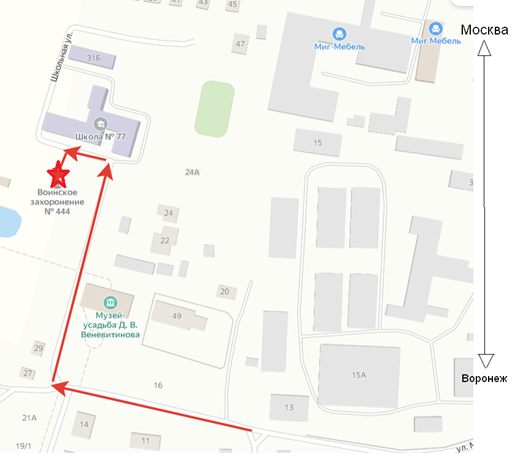 Москва
Миг-Мебель
Миг Мебель
47
45
Школьная ул.
31Б
Школа № 77
15
24А
3
Воинское
захоронение
№ 444
24
22
20
Музей
усадьба Д. В.
Веневитинова
49
29
27
16
15А
Воронеж
21А
14
13
11
19/1
ул. М